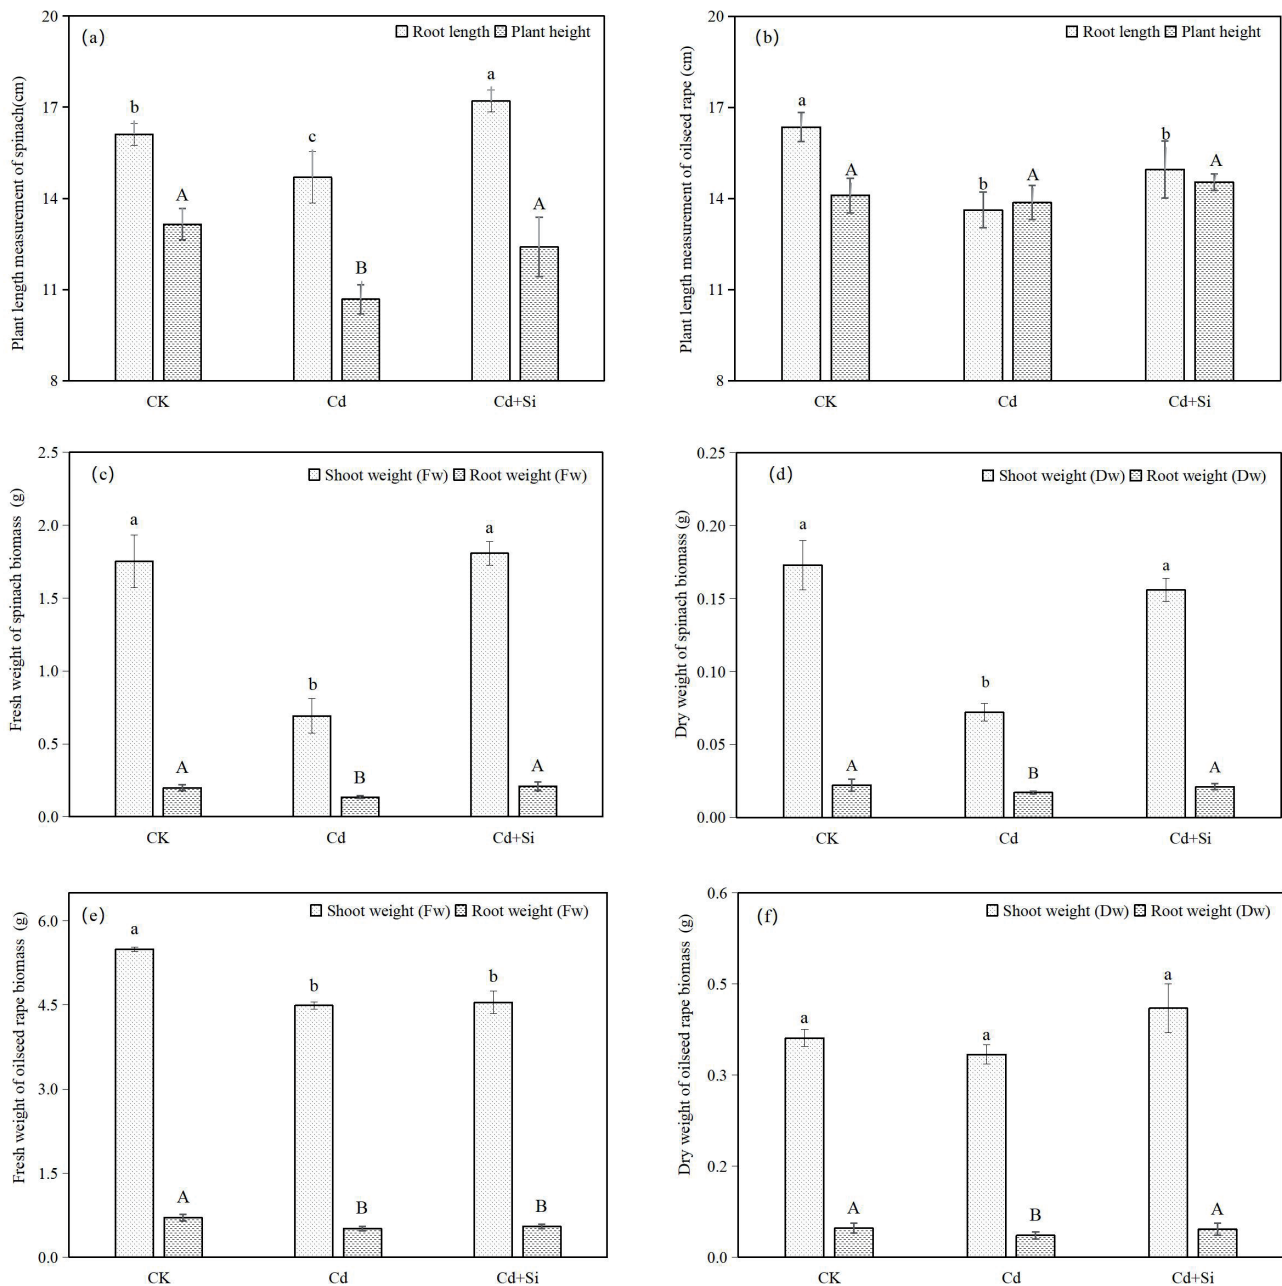 (a)
Root length Plant height
Plant length measurement of spinach(cm)
20
17
14
11
8
b
A
c
B
a
A
CK Cd Cd+Si
(b)
Root length Plant height
Plant length measurement of oilseed rape (cm)
20
17
14
11
8
a
A
b
A
b
A
CK Cd Cd+Si
(c)
Shoot weight (Fw) Root weight (Fw)
Fresh weight of spinach biomass (g)
2.5
2.0
1.5
1.0
0.5
0.0
a
A
b
B
a
A
CK Cd Cd+Si
(d)
Shoot weight (Dw) Root weight (Dw)
Dry weight of spinach biomass (g)
0.25
0.20
0.15
0.10
0.05
0.00
a
A
b
B
a
A
CK Cd Cd+Si
(e)
Shoot weight (Fw) Root weight (Fw)
Fresh weight of oilseed rape biomass (g)
6.0
4.5
3.0
1.5
0.0
a
A
b
B
b
B
CK Cd Cd+Si
(f)
Shoot weight (Dw) Root weight (Dw)
Dry weight of oilseed rape biomass (g)
0.6
0.5
0.3
0.2
0.0
a
A
a
B
a
A
CK Cd Cd+Si